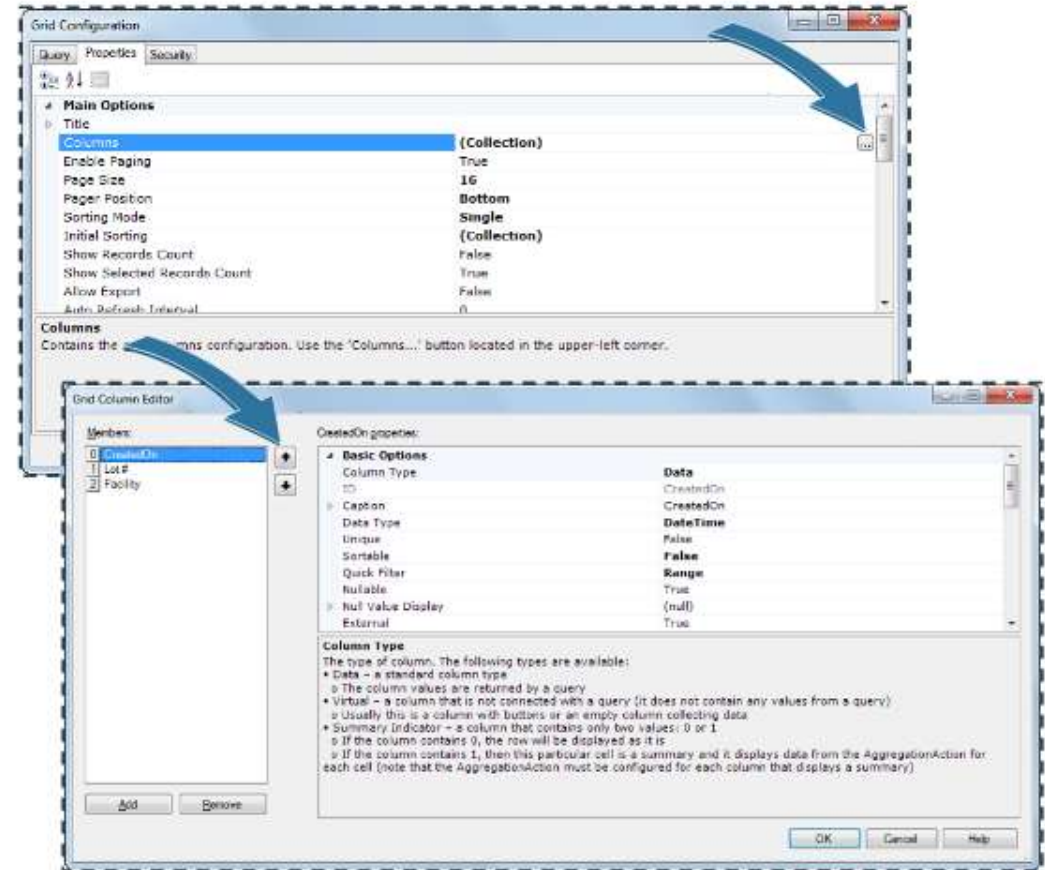 Grid Configuration
Query Properties Security
Main Options
Title
Columns (Collection) ...
Enable Paging True
Page Size 16
Pager Position Bottom
Sorting Mode Single
Initial Sorting (Collection)
Show Records Count False
Show Selected Records Count True
Allow Export False
Auto Refresh Interval 0
Columns
Contains the mns configuration. Use the 'Columns...' button located in the upper-left corner.
Grid Column Editor
Members: CreatedOn properties:
0 CreatedOn
1 Lot #
2 Facility
Basic Options
Column Type Data
ID CreatedOn
Caption CreatedOn
Data Type DateTime
Unique False
Sortable False
Quick Filter Range
Nullable True
Null Value Display (null)
External True
Column Type
The type of column. The following types are available:
• Data – a standard column type
o The column values are returned by a query
• Virtual – a column that is not connected with a query (it does not contain any values from a query)
o Usually this is a column with buttons or an empty column collecting data
• Summary Indicator – a column that contains only two values: 0 or 1
o If the column contains 0, the row will be displayed as it is
o If the column contains 1, then this particular cell is a summary and it displays data from the AggregationAction for
each cell (note that the AggregationAction must be configured for each column that displays a summary)
Add Remove
OK Cancel Help